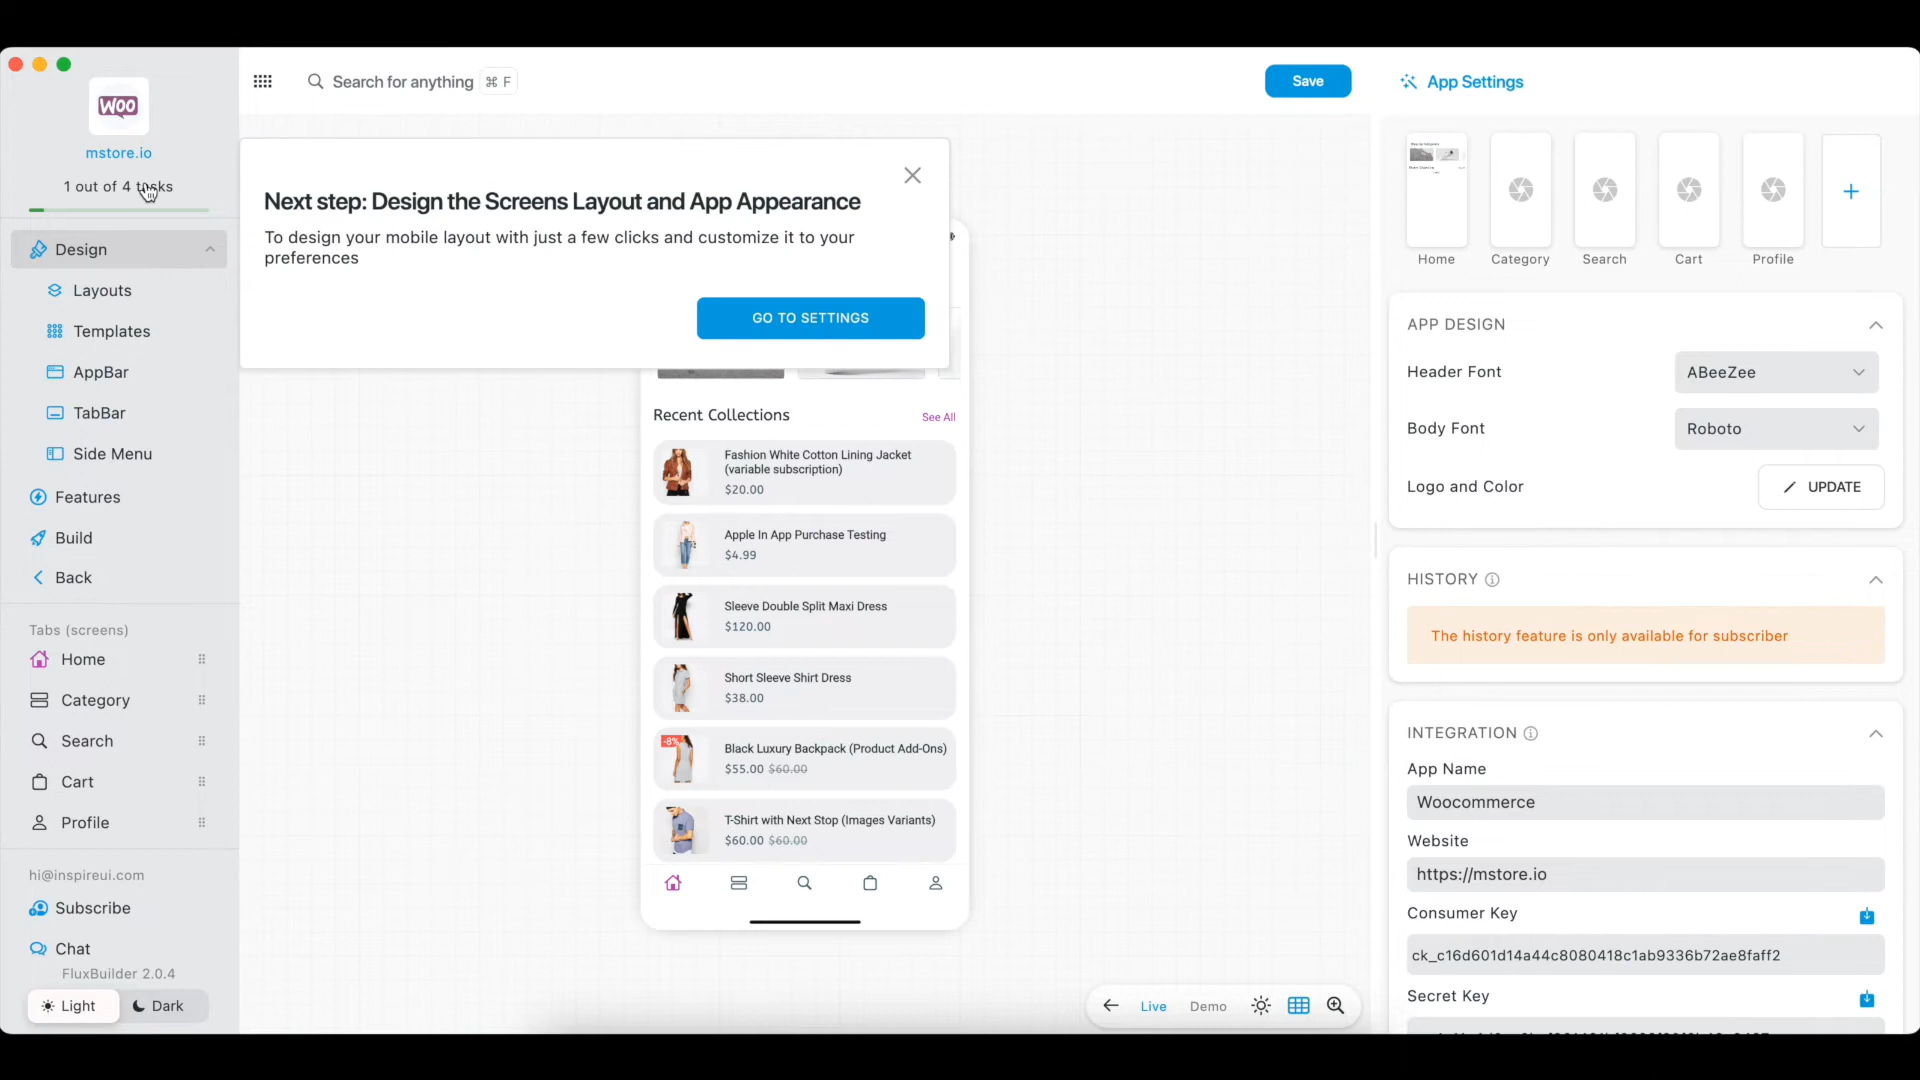 WOO
mstore.io
1 out of 4 tasks
Design
Layouts
Templates
AppBar
TabBar
Side Menu
Features
Build
Back
Tabs (screens)
Home
Category
Search
Cart
Profile
hi@inspireui.com
Subscribe
Chat
FluxBuilder 2.0.4
Light
Dark
Search for anything
⌘ F
Save
Next step: Design the Screens Layout and App Appearance
To design your mobile layout with just a few clicks and customize it to your
preferences
GO TO SETTINGS
Recent Collections
See All
Fashion White Cotton Lining Jacket
(variable subscription)
$20.00
Apple In App Purchase Testing
$4.99
Sleeve Double Split Maxi Dress
$120.00
Short Sleeve Shirt Dress
$38.00
-8%
Black Luxury Backpack (Product Add-Ons)
$55.00 $60.00
T-Shirt with Next Stop (Images Variants)
$60.00 $60.00
Live
Demo
App Settings
Home
Category
Search
Cart
Profile
APP DESIGN
Header Font
ABeeZee
Body Font
Roboto
Logo and Color
UPDATE
HISTORY
The history feature is only available for subscriber
INTEGRATION
App Name
Woocommerce
Website
https://mstore.io
Consumer Key
ck_c16d601d14a44c8080418c1ab9336b72ae8faff2
Secret Key